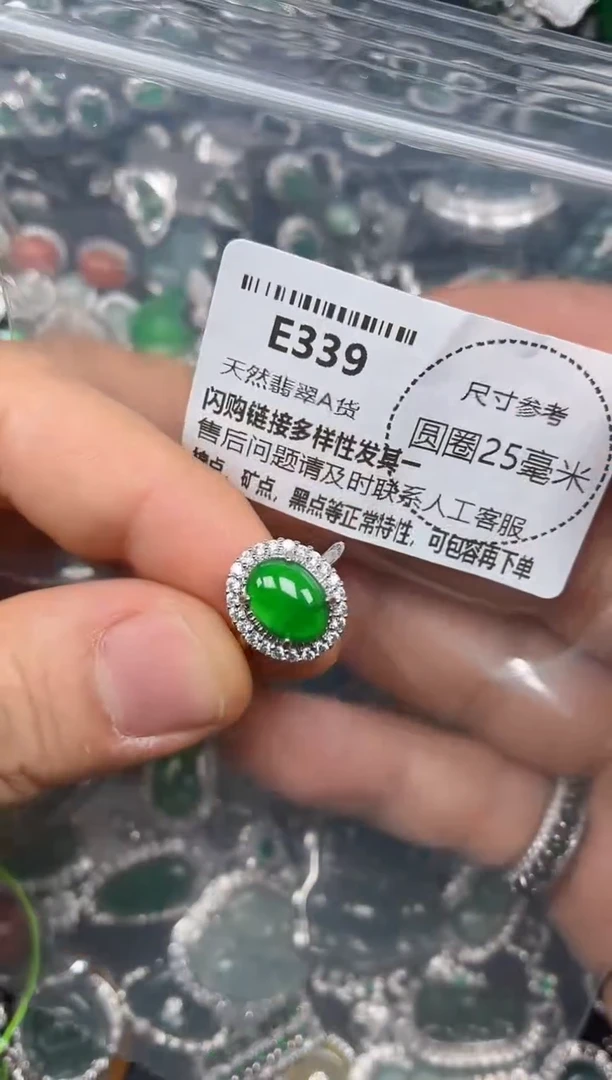 E339
天然翡翠A货
闪购链接多样性发其一
售后问题请及时联系人工客服
矿点，黑点等正常特性，可包容再下单
尺寸参考
圆圈25毫米